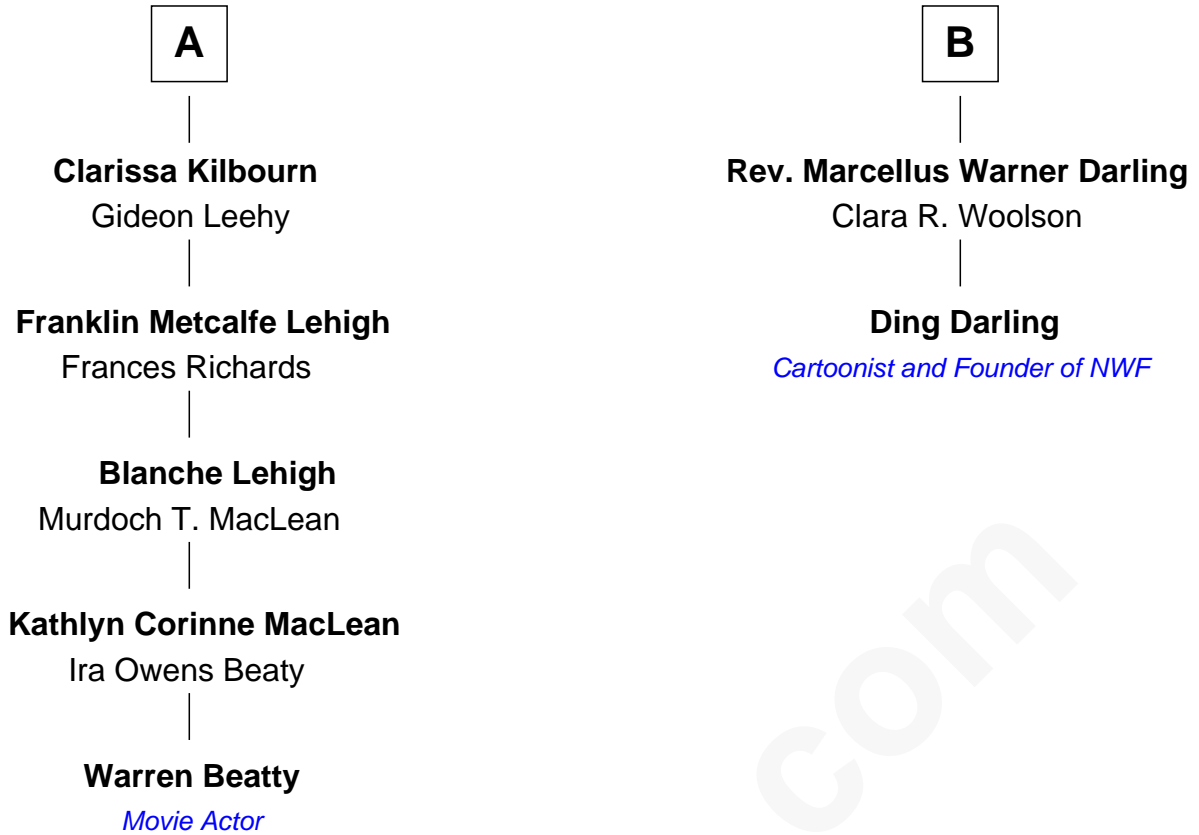 A
Clarissa Kilbourn
Gideon Leehy
Franklin Metcalfe Lehigh
Frances Richards
Blanche Lehigh
Murdoch T. MacLean
Kathlyn Corinne MacLean
Ira Owens Beaty
Warren Beatty
Movie Actor
B
Rev. Marcellus Warner Darling
Clara R. Woolson
Ding Darling
Cartoonist and Founder of NWF
com